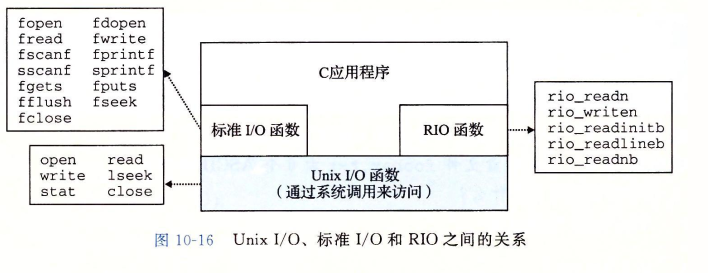 fopen fdopen
fread fwrite
fscanf fprintf
sscanf sprintf
fgets fputs
fflush fseek
fclose
C应用程序
标准 I/O 函数
RIO 函数
rio_readn
rio_writen
rio_readinitb
rio_readlineb
rio_readnb
open read
write lseek
stat close
Unix I/O 函数
（通过系统调用来访问）
图 10-16 Unix I/O、标准 I/O 和 RIO 之间的关系